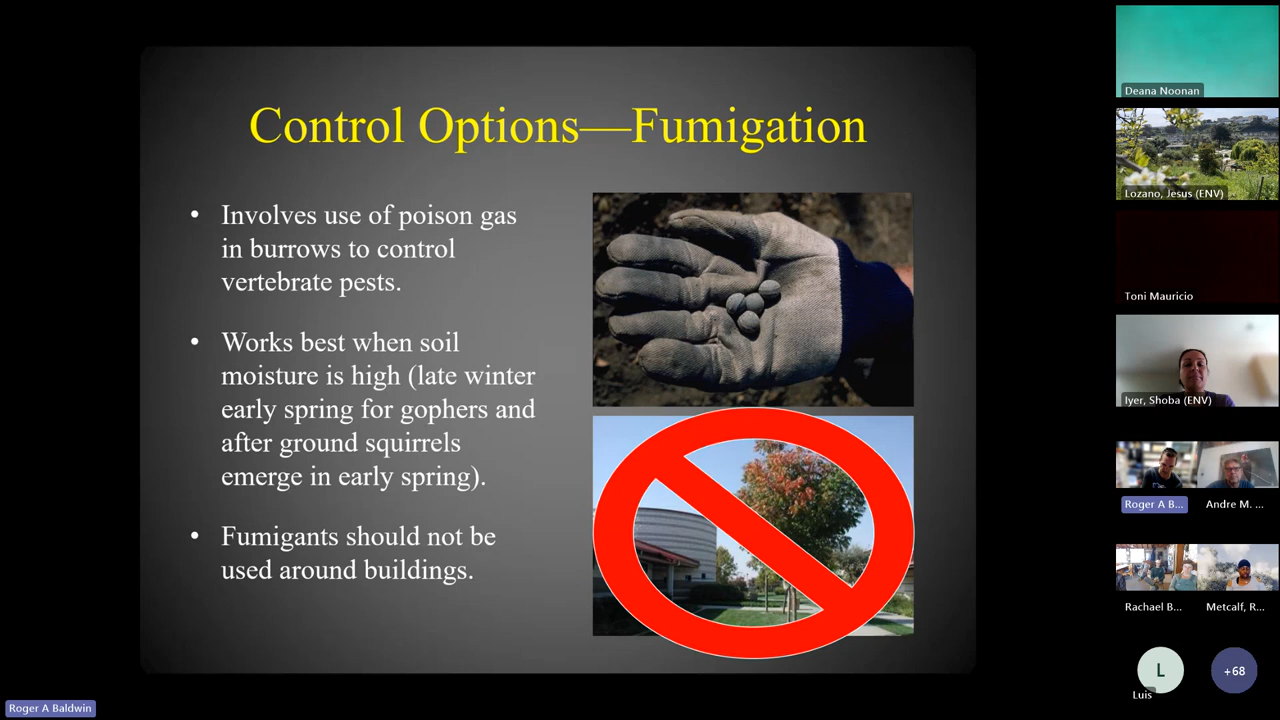 Control Options—Fumigation
• Involves use of poison gas
in burrows to control
vertebrate pests.
• Works best when soil
moisture is high (late winter
early spring for gophers and
after ground squirrels
emerge in early spring).
• Fumigants should not be
used around buildings.
Deana Noonan
Lozano, Jesus (ENV)
Toni Mauricio
Iyer, Shoba (ENV)
Roger A B...
Andre M. ...
Rachael B...
Metcalf, R...
L
+68
Luis
Roger A Baldwin